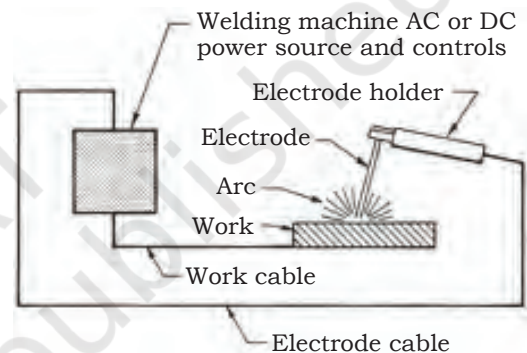 Welding machine AC or DC
power source and controls
Electrode holder
Electrode
Arc
Work
Work cable
Electrode cable